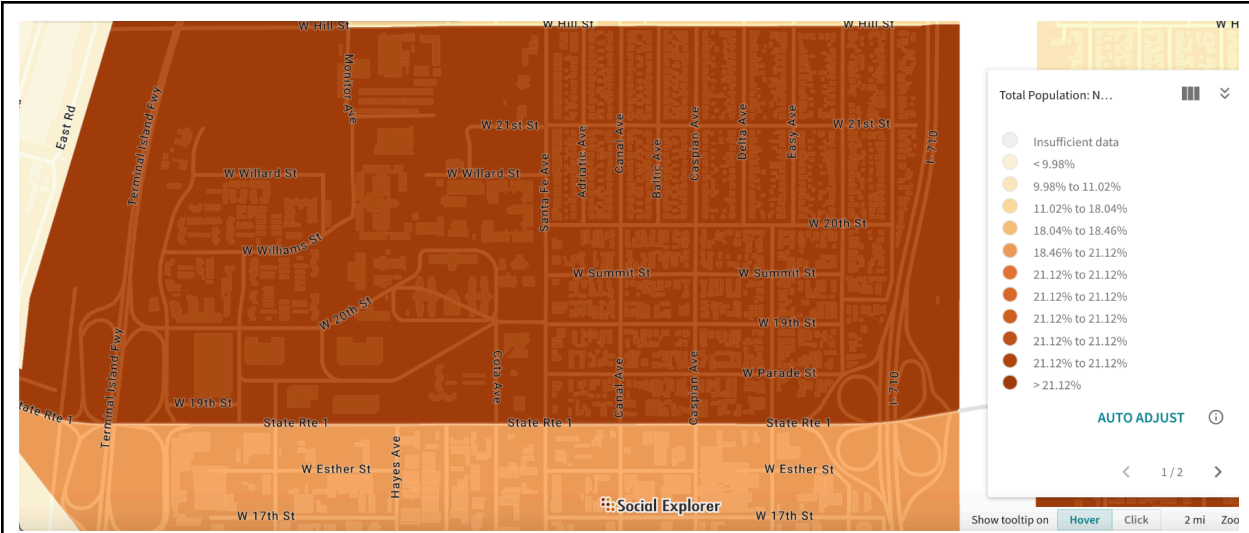 W Hill St
W Hill St
W Hill St
W H
Monitor Ave
East Rd
Terminal Island Fwy
W 21st St
W 21st St
Adriatic Ave
Canal Ave
Baltic Ave
Caspian Ave
Delta Ave
Easy Ave
I-710
W Willard St
W Willard St
Santa Fe Ave
W 20th St
W Williams St
W Summit St
W Summit St
W 20th St
W 19th St
Terminal Island Fwy
Cota Ave
Canal Ave
Caspian Ave
W Parade St
I-710
W 19th St
tate Rte 1
State Rte 1
State Rte 1
State Rte 1
Hayes Ave
W Esther St
W Esther St
Social Explorer
W 17th St
W 17th St
Total Population: N...
Insufficient data
< 9.98%
9.98% to 11.02%
11.02% to 18.04%
18.04% to 18.46%
18.46% to 21.12%
21.12% to 21.12%
21.12% to 21.12%
21.12% to 21.12%
21.12% to 21.12%
21.12% to 21.12%
> 21.12%
AUTO ADJUST
1 / 2
Show tooltip on Hover Click 2 mi Zoo